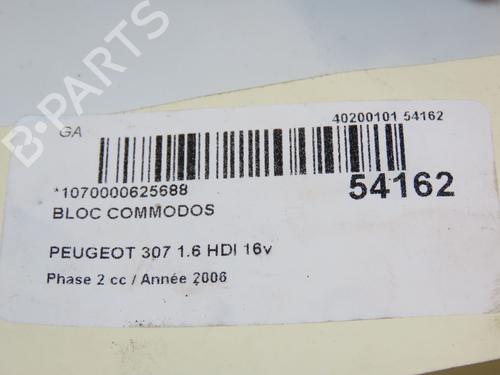 B-PARTS
GA
40200101 54162
*1070000625688
54162
BLOC COMMODOS
PEUGEOT 307 1.6 HDI 16v
Phase 2 cc / Année 2006